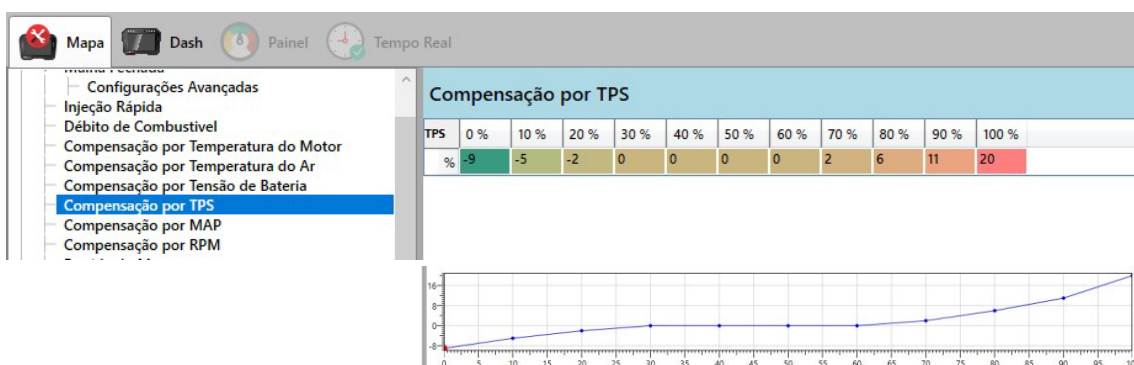 Mapa Dash Painel Tempo Real
Malha Fechada
Configurações Avançadas
Injeção Rápida
Débito de Combustivel
Compensação por Temperatura do Motor
Compensação por Temperatura do Ar
Compensação por Tensão de Bateria
Compensação por TPS
Compensação por MAP
Compensação por RPM
Compensação por TPS
TPS 0 % 10 % 20 % 30 % 40 % 50 % 60 % 70 % 80 % 90 % 100 %
% -9 -5 -2 0 0 0 0 2 6 11 20
16
8
0
-8
0 5 10 15 20 25 30 35 40 45 50 55 60 65 70 75 80 85 90 95 10